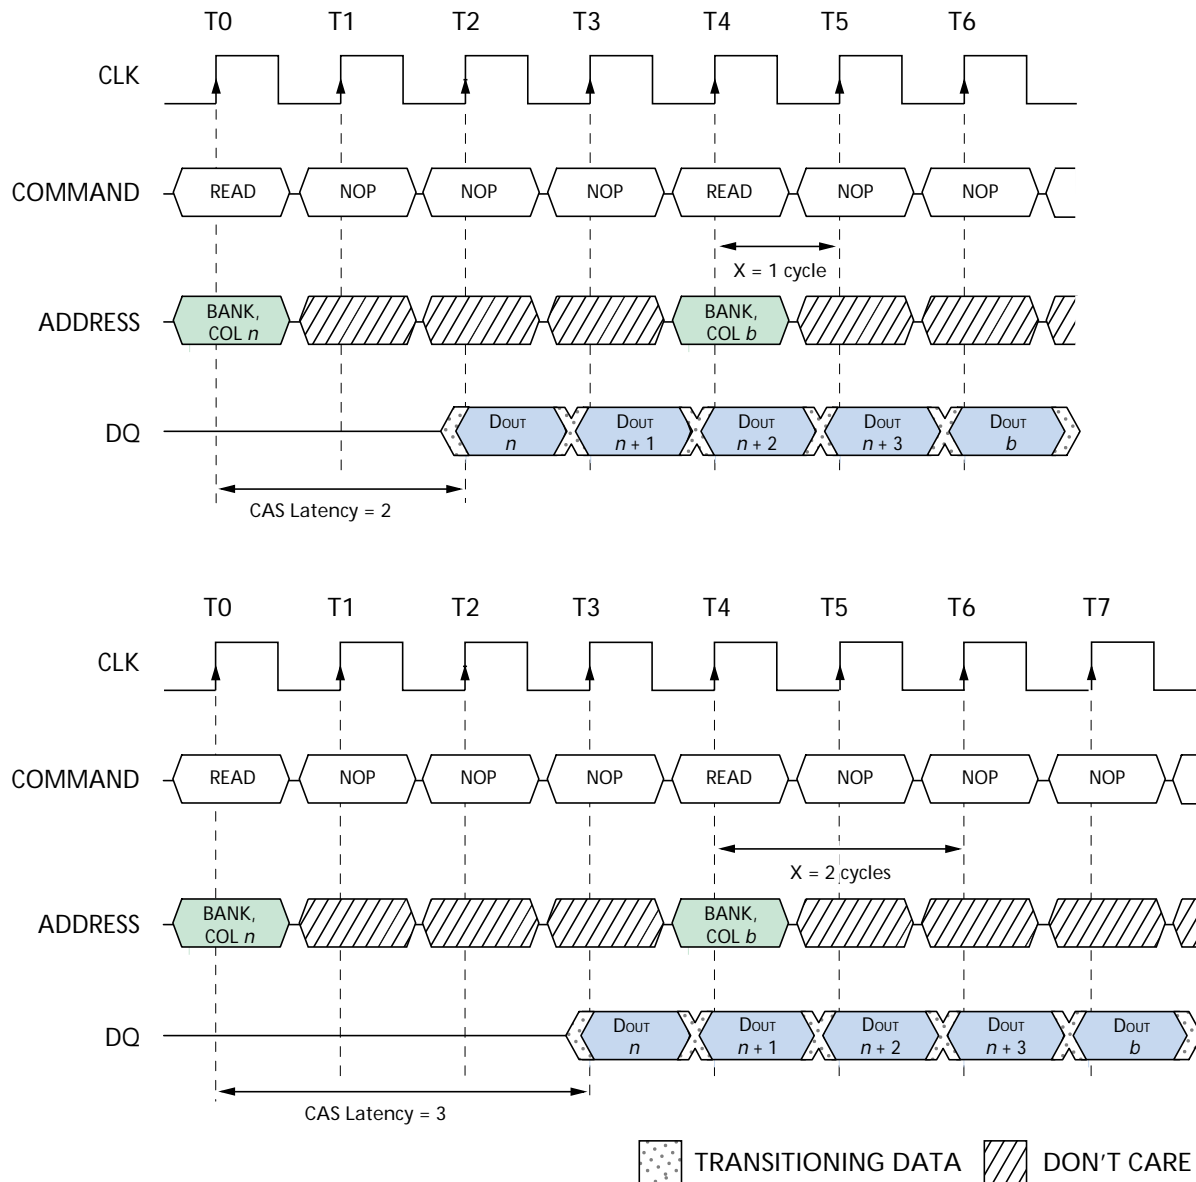 T0 T1 T2 T3 T4 T5 T6
CLK
COMMAND READ NOP NOP NOP READ NOP NOP
X = 1 cycle
ADDRESS BANK, COL n BANK, COL b
DQ DOUT n DOUT n + 1 DOUT n + 2 DOUT n + 3 DOUT b
CAS Latency = 2
T0 T1 T2 T3 T4 T5 T6 T7
CLK
COMMAND READ NOP NOP NOP READ NOP NOP NOP
X = 2 cycles
ADDRESS BANK, COL n BANK, COL b
DQ DOUT n DOUT n + 1 DOUT n + 2 DOUT n + 3 DOUT b
CAS Latency = 3
TRANSITIONING DATA DON'T CARE